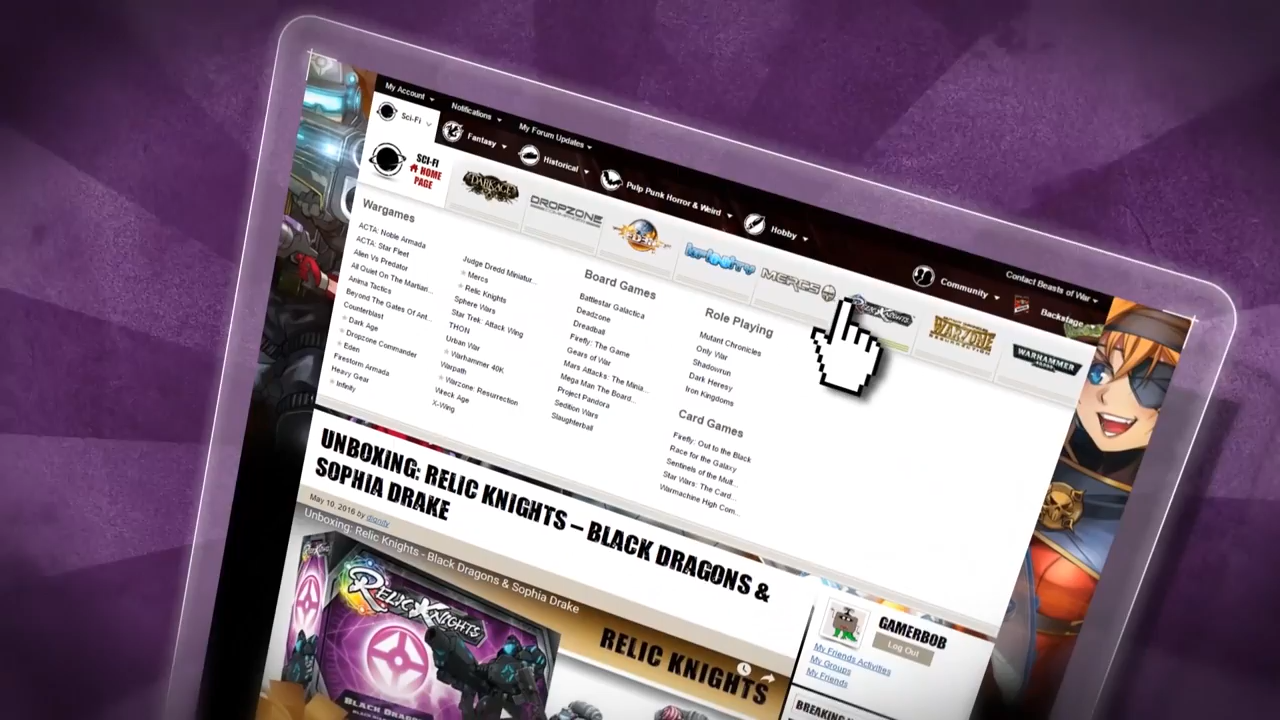 My Account
Notifications
My Forum Updates
Contact Beasts of War
Sci-Fi
Fantasy
Historical
Pulp Punk Horror & Weird
Hobby
Community
Backstage
SCI-FI
HOME
PAGE
DARK AGE
DROPZONE
EDEN
infinity
MERCS
RELIC KNIGHTS
WARZONE
WARHAMMER
Wargames
ACTA: Noble Armada
ACTA: Star Fleet
Alien Vs Predator
All Quiet On The Martian...
Anima Tactics
Beyond The Gates Of Ant...
Counterblast
Dark Age
Dropzone Commander
Eden
Firestorm Armada
Heavy Gear
Infinity
Judge Dredd Miniatur...
Mercs
Relic Knights
Sphere Wars
Star Trek: Attack Wing
THON
Urban War
Warhammer 40K
Warpath
Warzone: Resurrection
Wreck Age
X-Wing
Board Games
Battlestar Galactica
Deadzone
Dreadball
Firefly: The Game
Gears of War
Mars Attacks: The Minia...
Mega Man The Board...
Project Pandora
Sedition Wars
Slaughterball
Role Playing
Mutant Chronicles
Only War
Shadowrun
Dark Heresy
Iron Kingdoms
Card Games
Firefly: Out to the Black
Race for the Galaxy
Sentinels of the Mult...
Star Wars: The Card...
Warmachine High Com...
UNBOXING: RELIC KNIGHTS – BLACK DRAGONS &
SOPHIA DRAKE
May 10, 2016 by dignity
Unboxing: Relic Knights - Black Dragons & Sophia Drake
RELIC KNIGHTS
RELIC KNIGHTS
GAMERBOB
Log Out
My Friends Activities
My Groups
My Friends